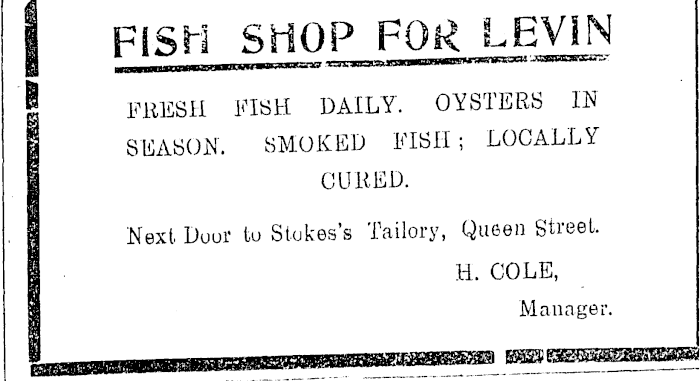 FISH SHOP FOR LEVIN
FRESH FISH DAILY. OYSTERS IN
SEASON. SMOKED FISH; LOCALLY
CURED.
Next Door to Stokes's Tailory, Queen Street.
H. COLE,
Manager.